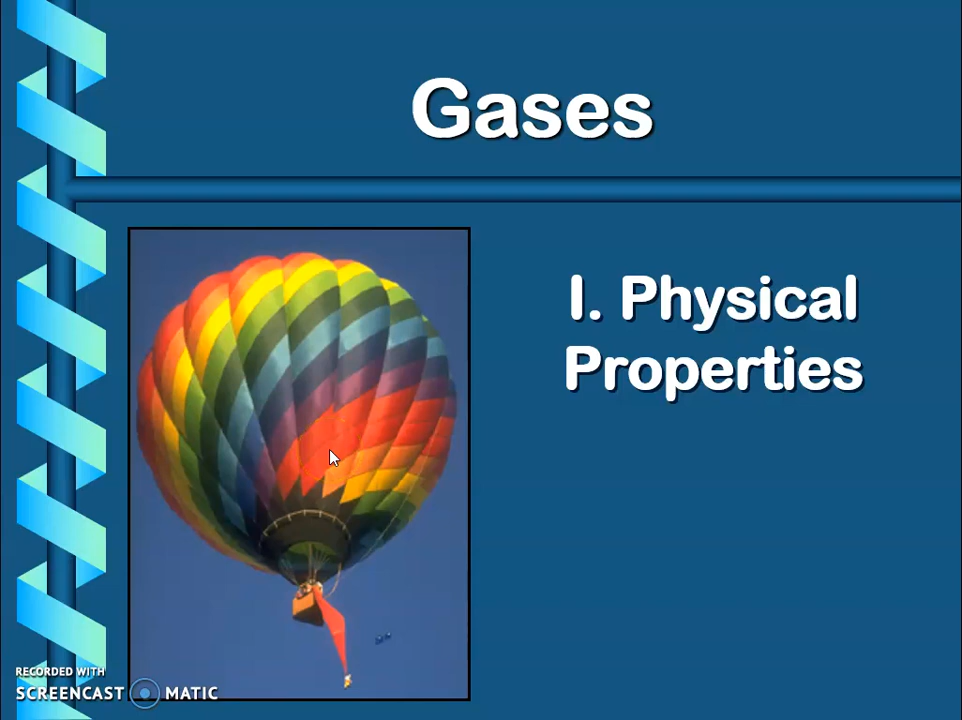 Gases
I. Physical
Properties
RECORDED WITH
SCREENCAST MATIC